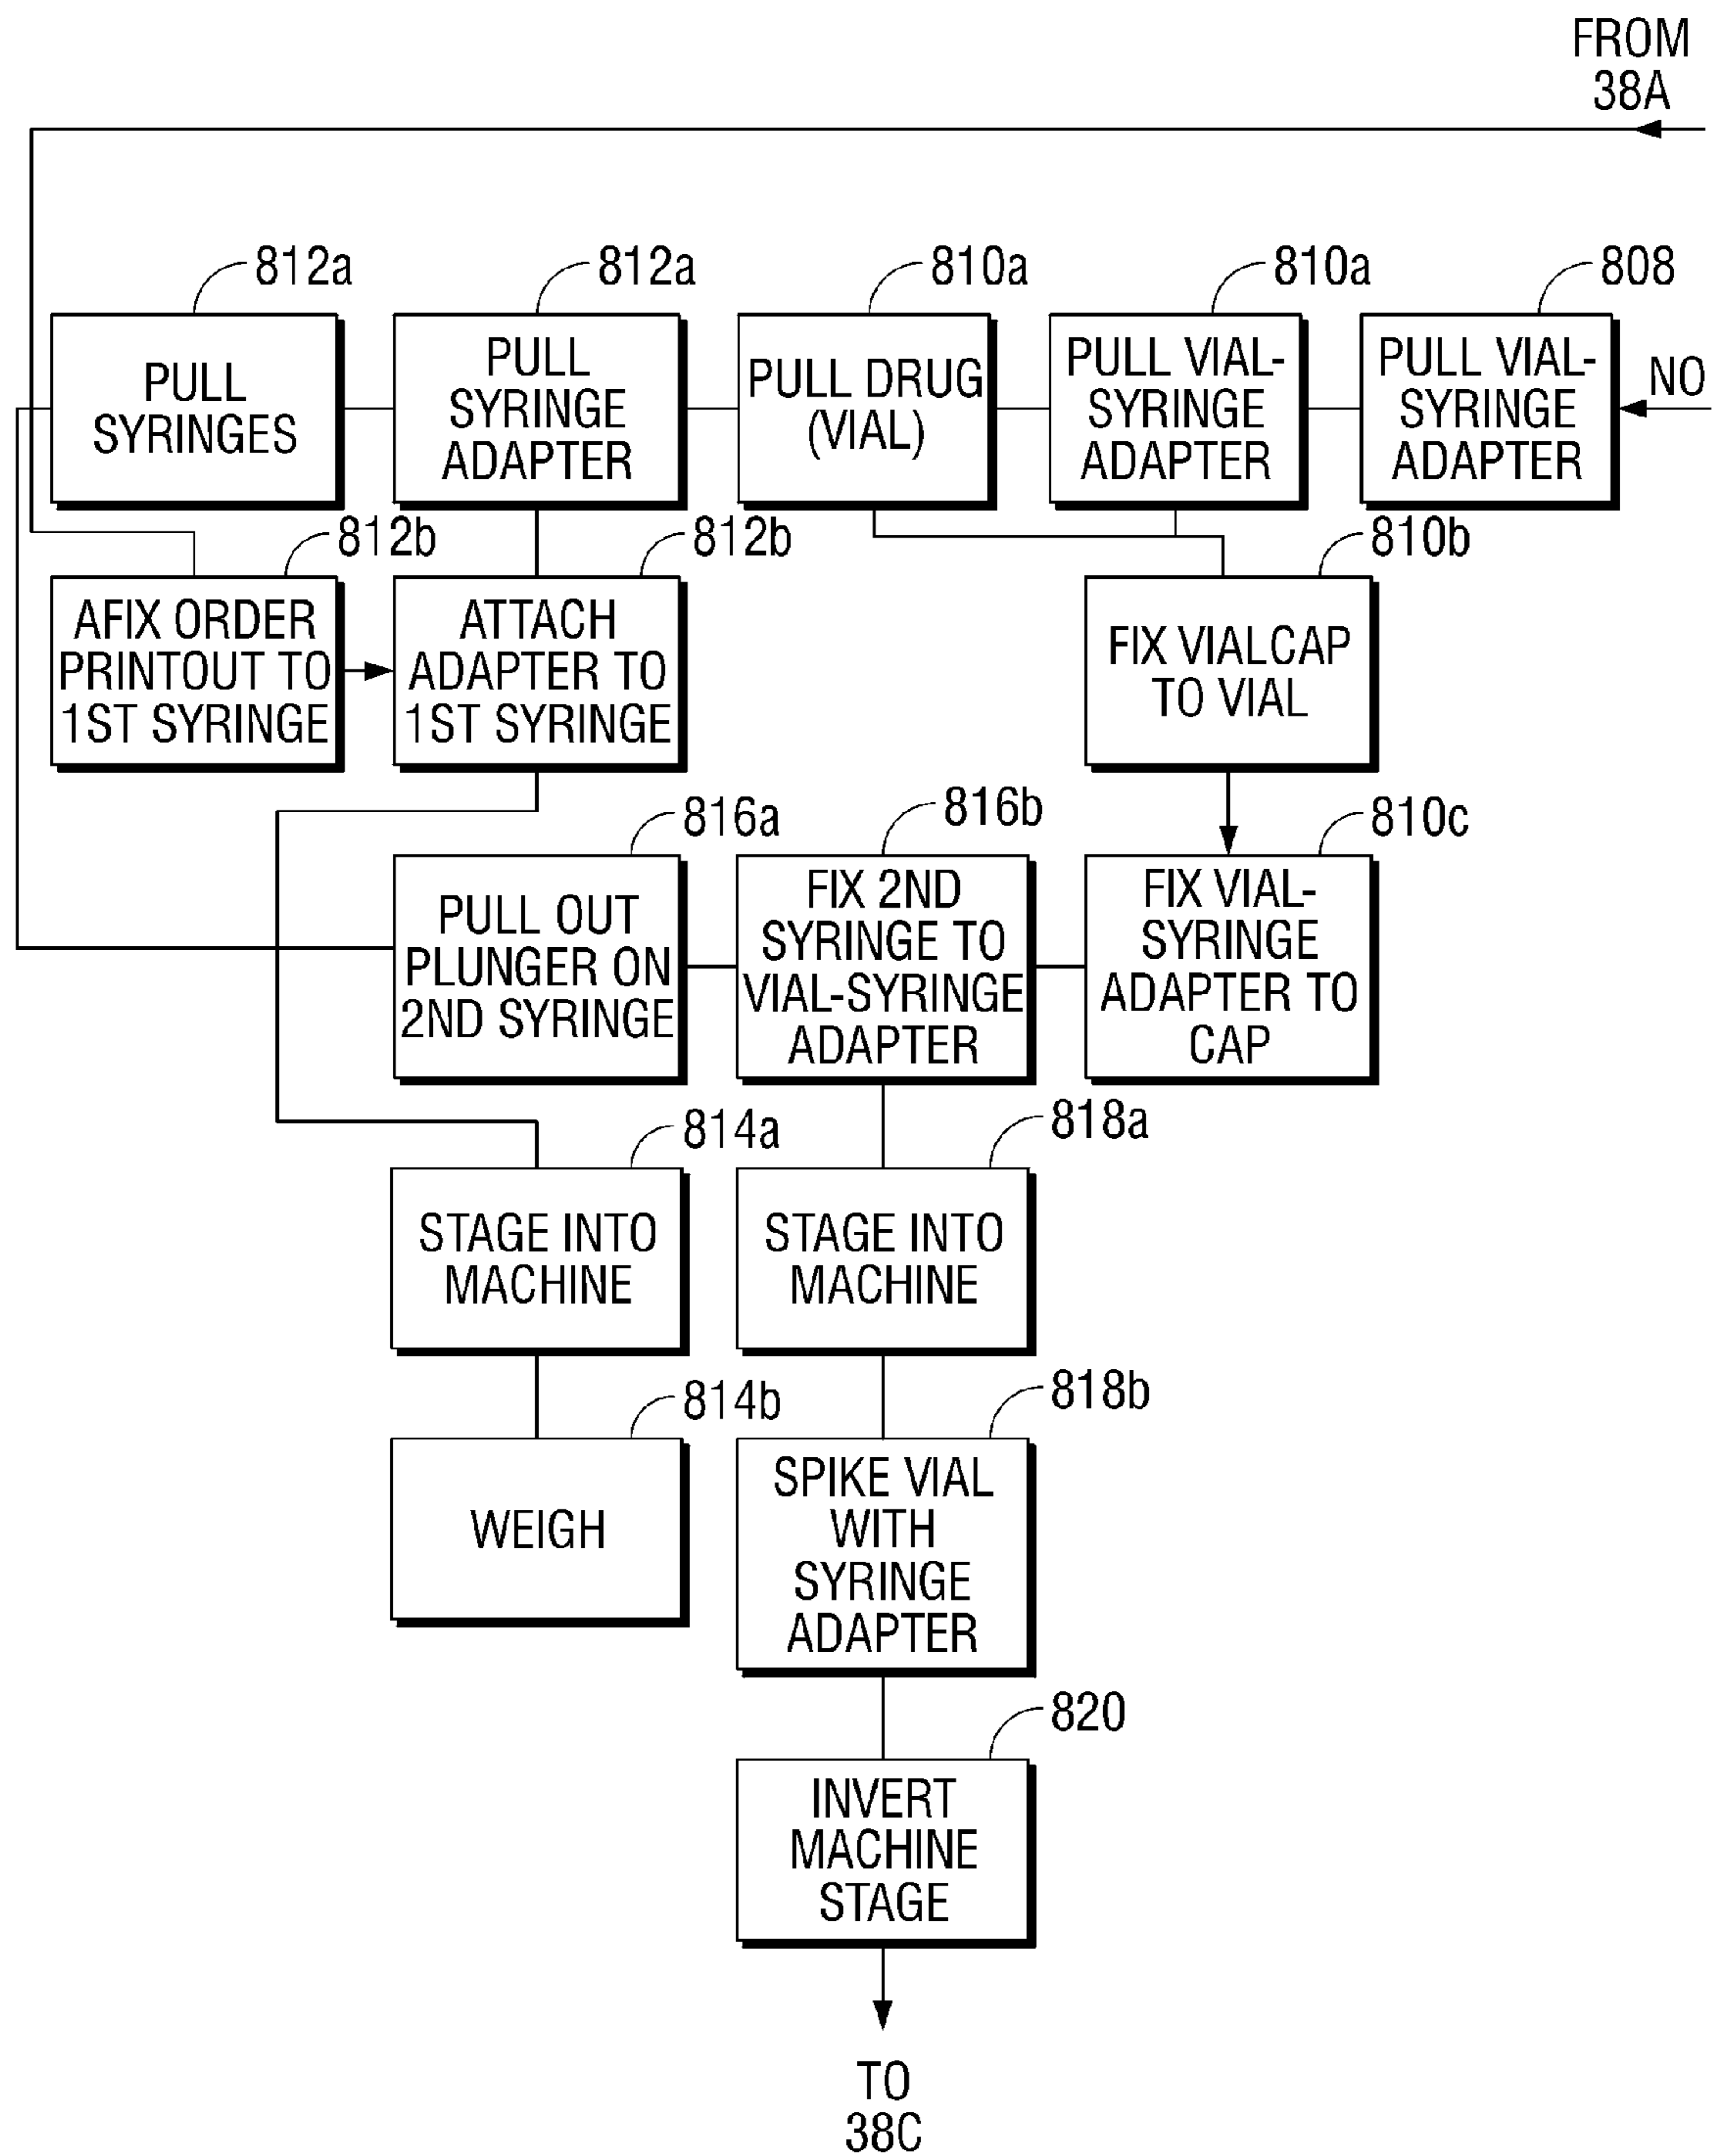 FROM
38A
812a
812a
810a
810a
808
PULL
SYRINGES
PULL
SYRINGE
ADAPTER
PULL DRUG
(VIAL)
PULL VIAL-
SYRINGE
ADAPTER
PULL VIAL-
SYRINGE
ADAPTER
NO
812b
812b
810b
AFIX ORDER
PRINTOUT TO
1ST SYRINGE
ATTACH
ADAPTER TO
1ST SYRINGE
FIX VIALCAP
TO VIAL
816a
816b
810c
PULL OUT
PLUNGER ON
2ND SYRINGE
FIX 2ND
SYRINGE TO
VIAL-SYRINGE
ADAPTER
FIX VIAL-
SYRINGE
ADAPTER TO
CAP
814a
818a
STAGE INTO
MACHINE
STAGE INTO
MACHINE
814b
818b
WEIGH
SPIKE VIAL
WITH
SYRINGE
ADAPTER
820
INVERT
MACHINE
STAGE
TO
38C